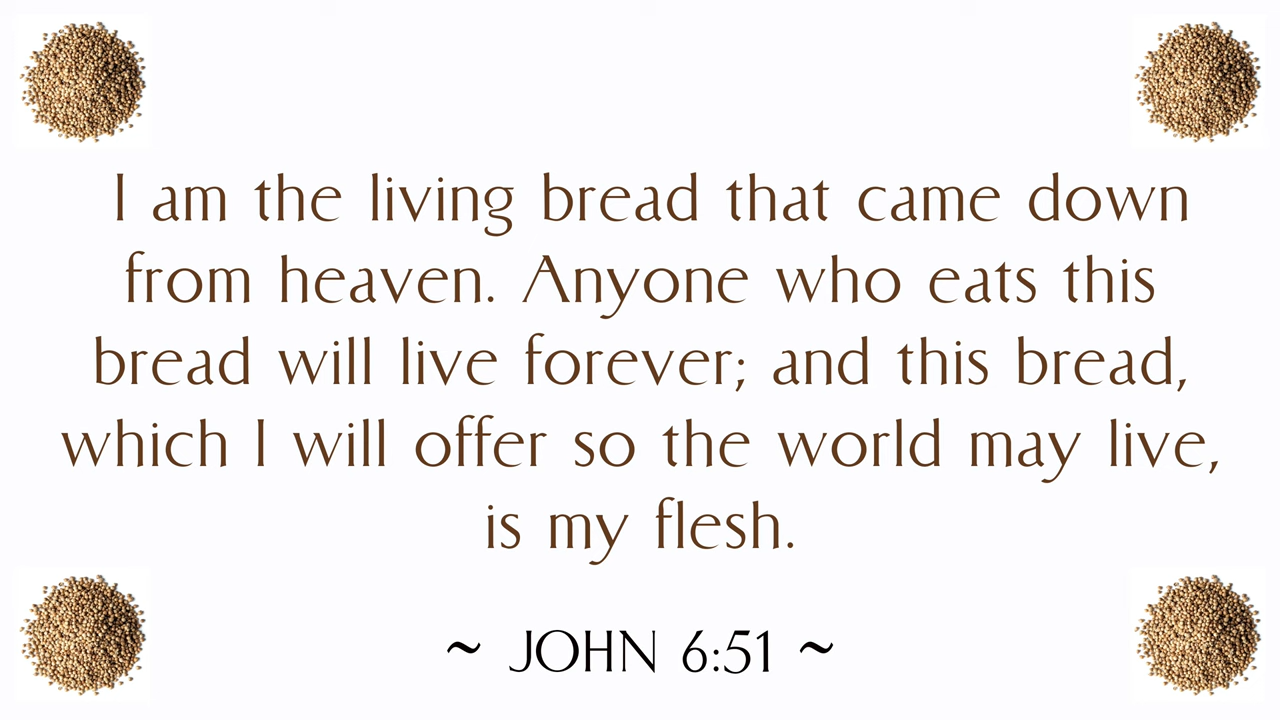 I am the living bread that came down
from heaven. Anyone who eats this
bread will live forever; and this bread,
which I will offer so the world may live,
is my flesh.
~ JOHN 6:51 ~